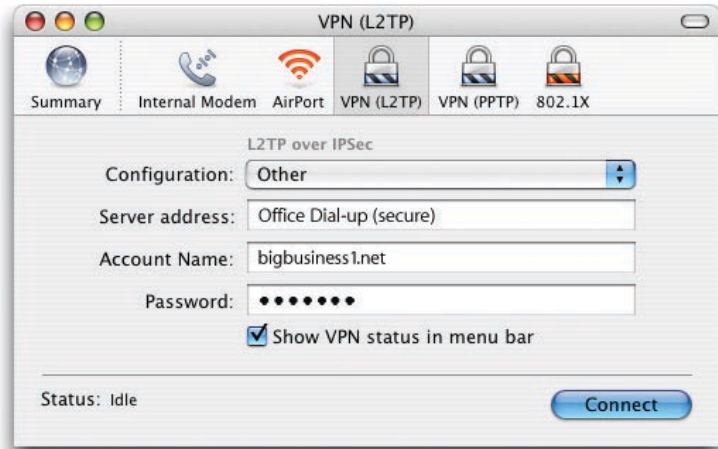 VPN (L2TP)
Summary Internal Modem AirPort VPN (L2TP) VPN (PPTP) 802.1X
L2TP over IPSec
Configuration: Other
Server address: Office Dial-up (secure)
Account Name: bigbusiness1.net
Password: •••••••
Show VPN status in menu bar
Status: Idle Connect